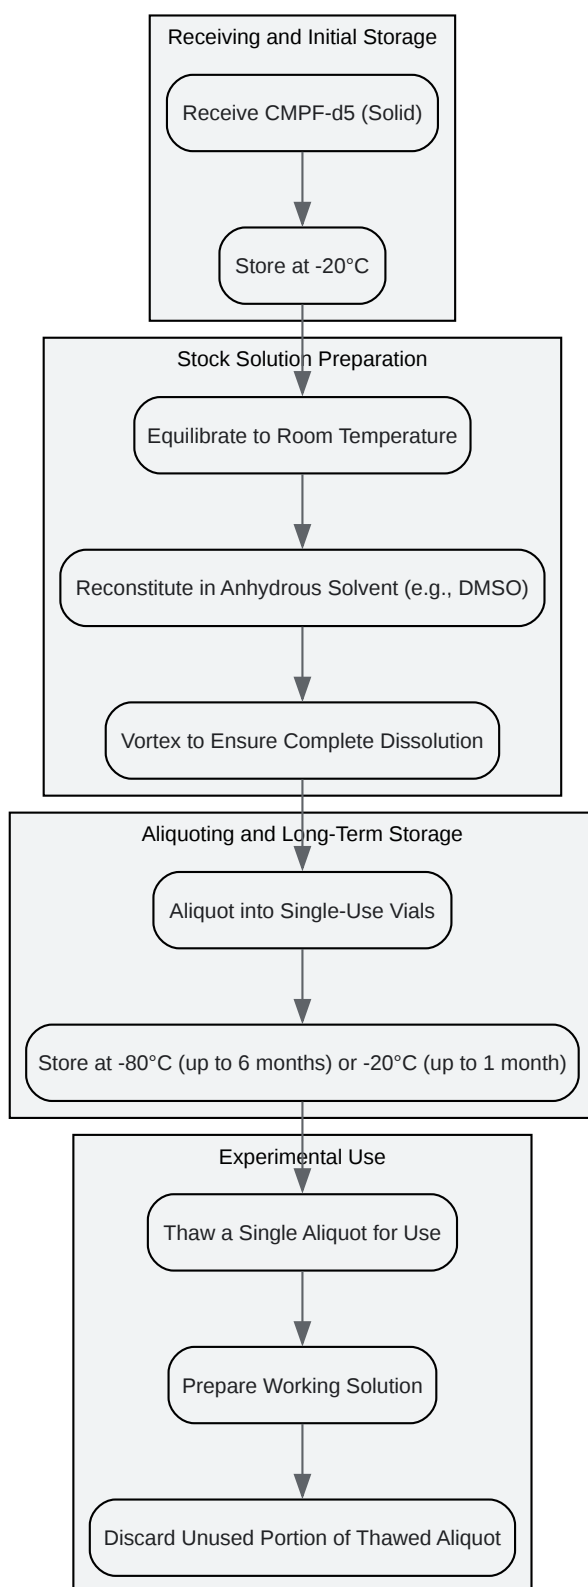 Receiving and Initial Storage
Receive CMPF-d5 (Solid)
Store at -20°C
Stock Solution Preparation
Equilibrate to Room Temperature
Reconstitute in Anhydrous Solvent (e.g., DMSO)
Vortex to Ensure Complete Dissolution
Aliquoting and Long-Term Storage
Aliquot into Single-Use Vials
Store at -80°C (up to 6 months) or -20°C (up to 1 month)
Experimental Use
Thaw a Single Aliquot for Use
Prepare Working Solution
Discard Unused Portion of Thawed Aliquot